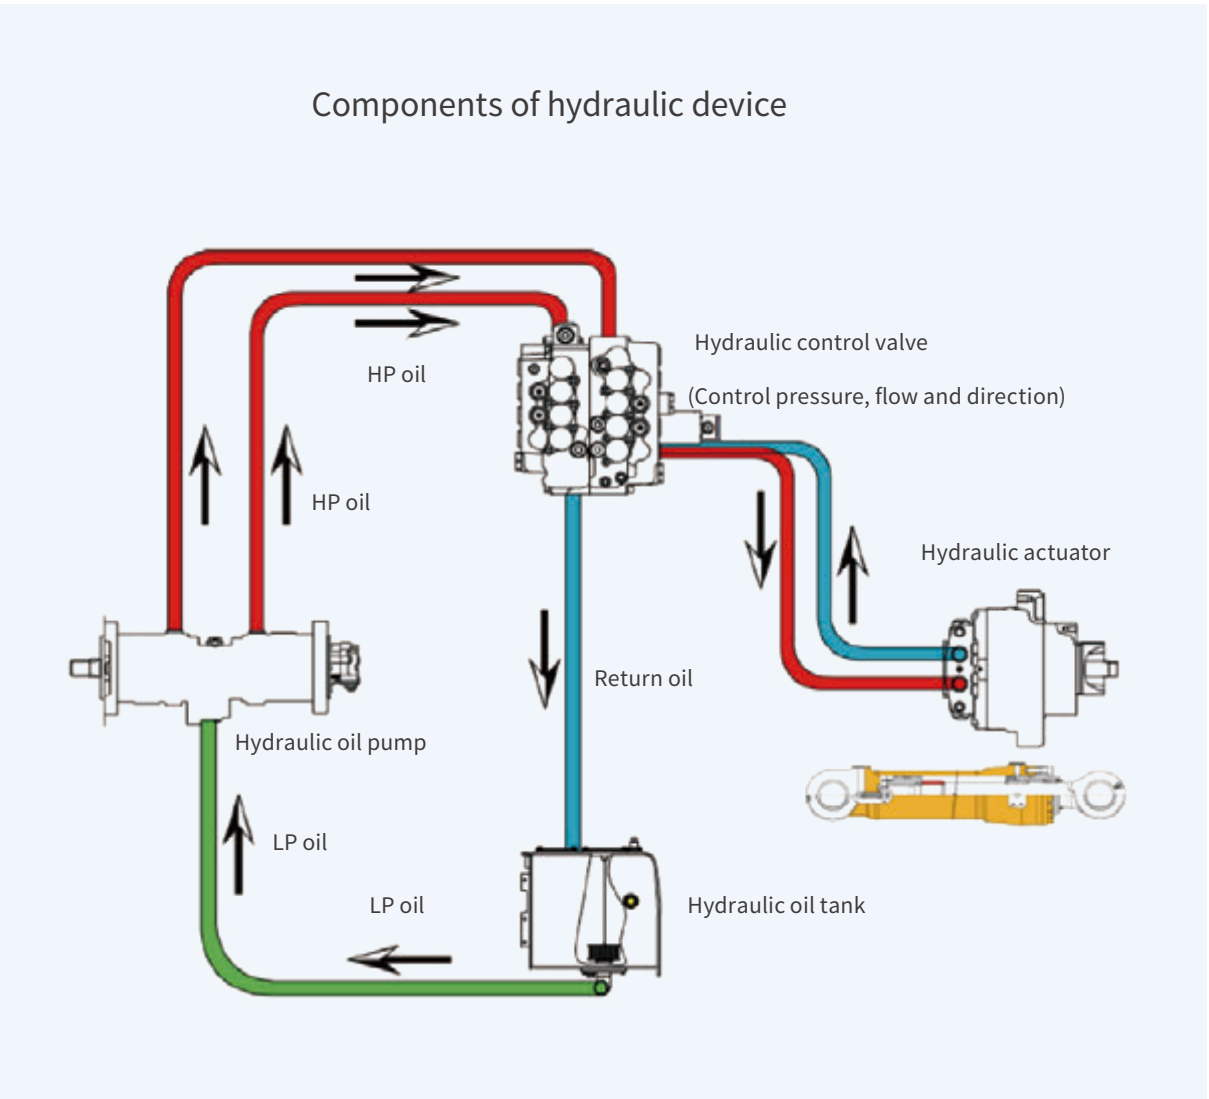 Components of hydraulic device
HP oil
Hydraulic control valve
(Control pressure, flow and direction)
HP oil
Hydraulic actuator
Return oil
Hydraulic oil pump
LP oil
LP oil
Hydraulic oil tank